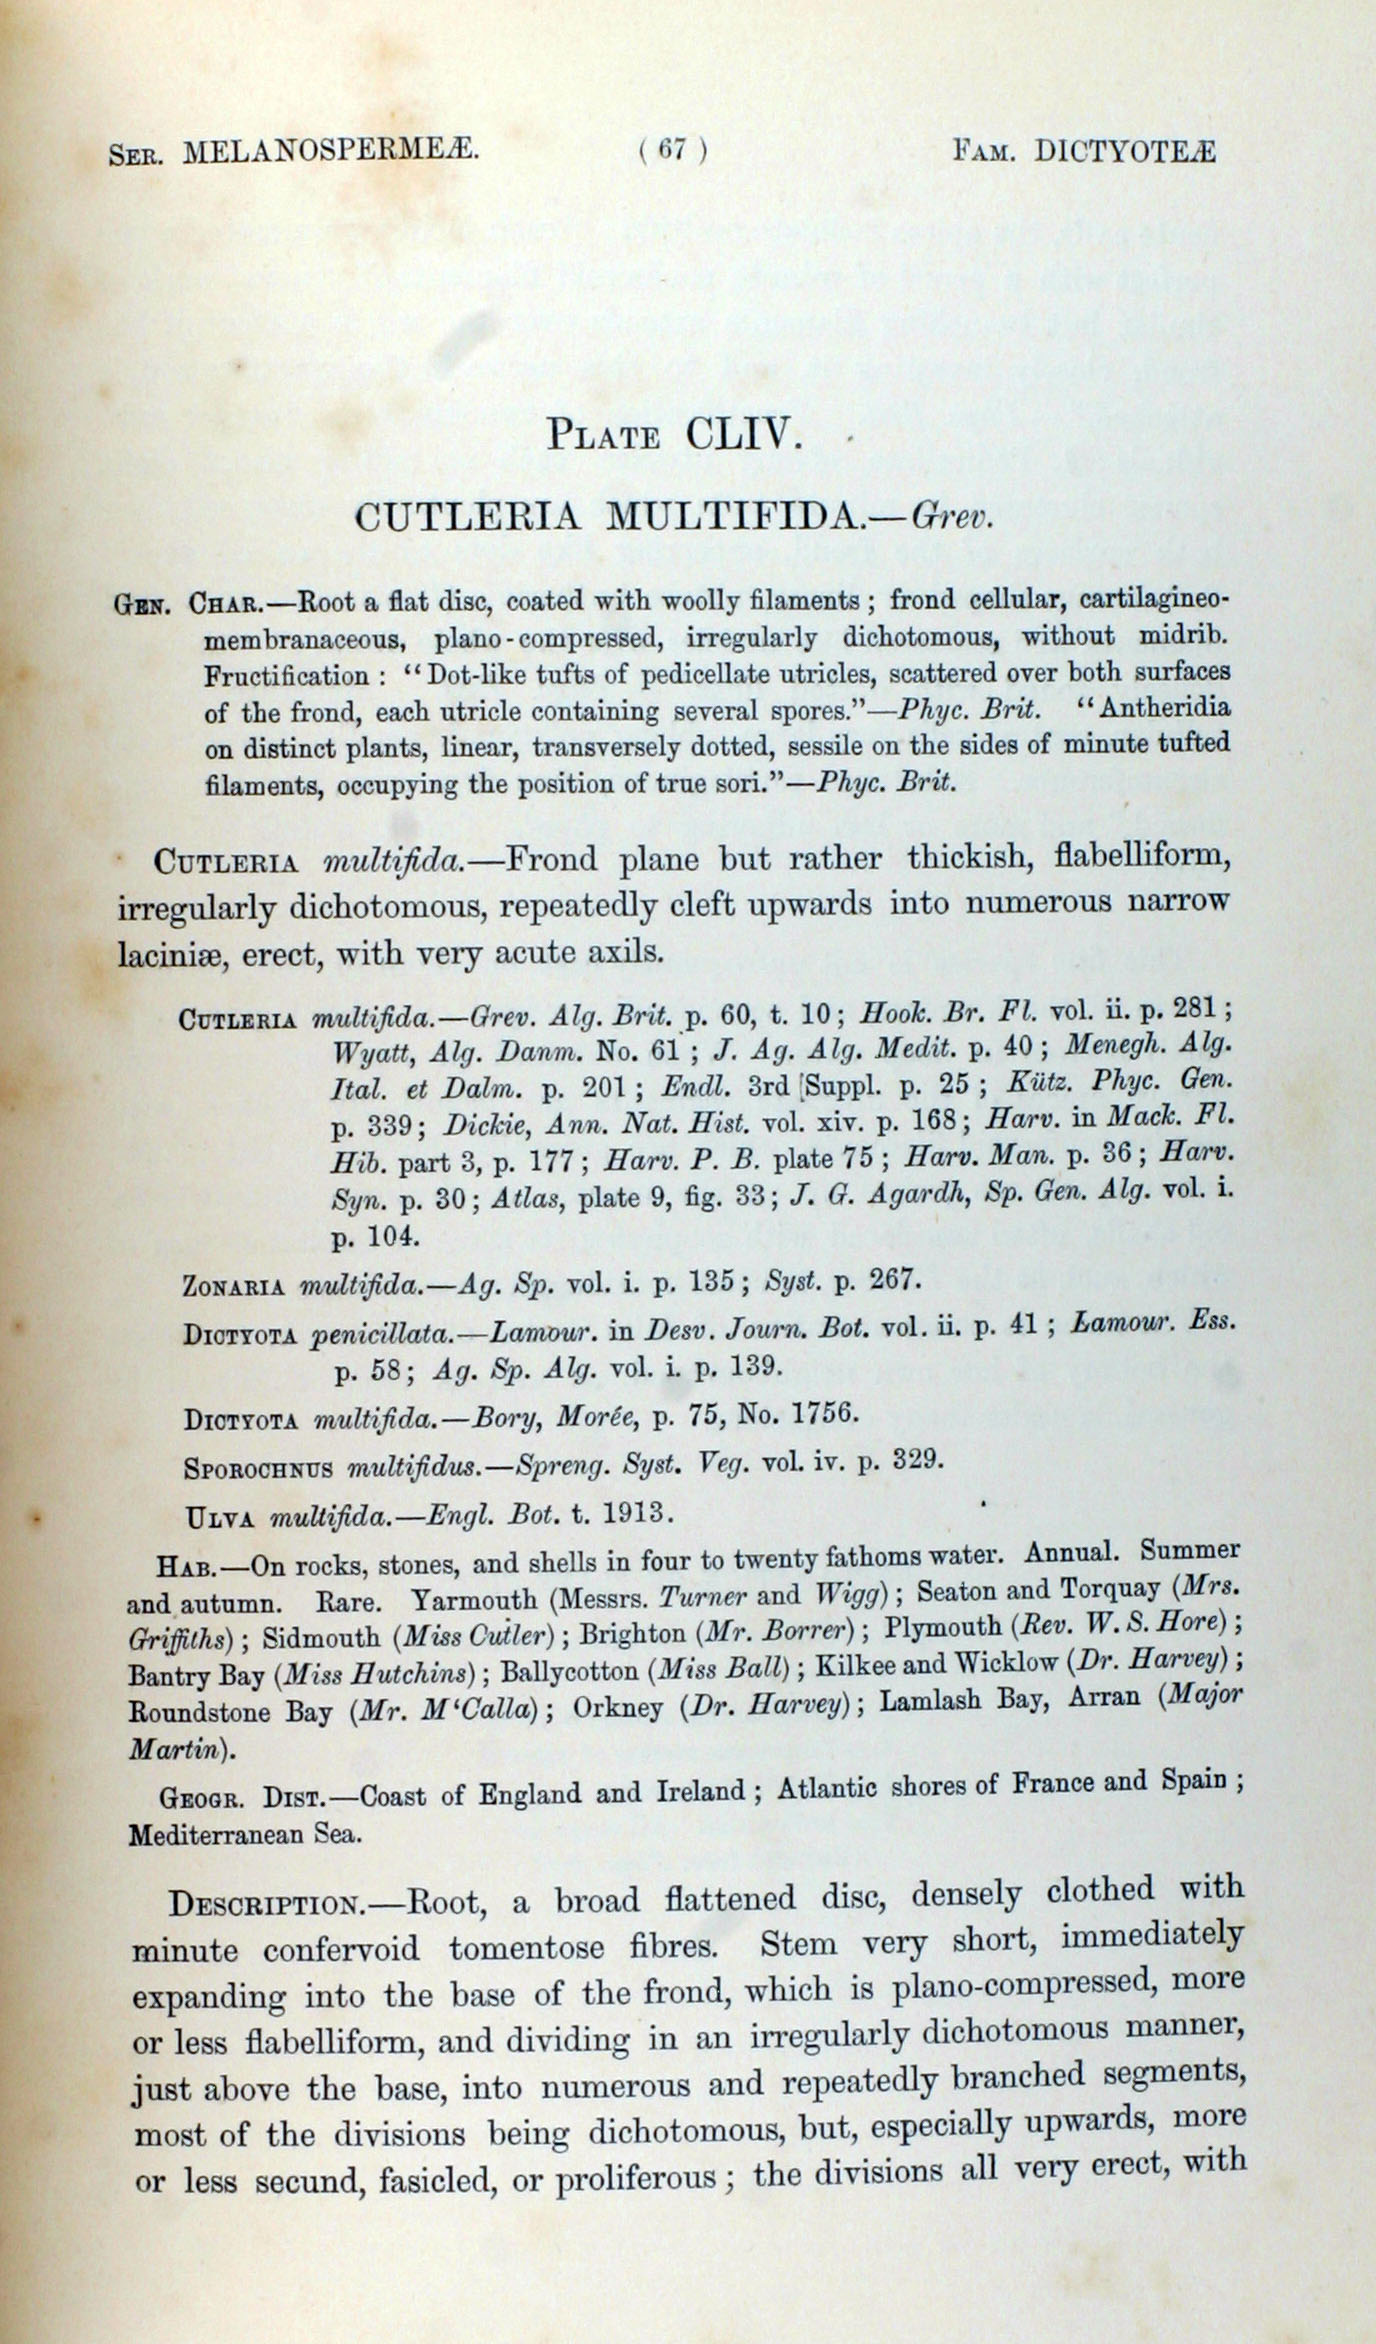 Ser. MELANOSPERMEÆ. ( 67 ) Fam. DICTYOTEÆ
Plate CLIV.
CUTLERIA MULTIFIDA.—Grev.
Gen. Char.—Root a flat disc, coated with woolly filaments; frond cellular, cartilagineo-
membranaceous, plano-compressed, irregularly dichotomous, without midrib.
Fructification : “Dot-like tufts of pedicellate utricles, scattered over both surfaces
of the frond, each utricle containing several spores.”—Phyc. Brit. “Antheridia
on distinct plants, linear, transversely dotted, sessile on the sides of minute tufted
filaments, occupying the position of true sori.”—Phyc. Brit.
Cutleria multifida.—Frond plane but rather thickish, flabelliform,
irregularly dichotomous, repeatedly cleft upwards into numerous narrow
laciniæ, erect, with very acute axils.
Cutleria multifida.—Grev. Alg. Brit. p. 60, t. 10; Hook. Br. Fl. vol. ii. p. 281;
Wyatt, Alg. Danm. No. 61; J. Ag. Alg. Medit. p. 40; Menegh. Alg.
Ital. et Dalm. p. 201; Endl. 3rd [Suppl. p. 25; Kütz. Phyc. Gen.
p. 339; Dickie, Ann. Nat. Hist. vol. xiv. p. 168; Harv. in Mack. Fl.
Hib. part 3, p. 177; Harv. P. B. plate 75; Harv. Man. p. 36; Harv.
Syn. p. 30; Atlas, plate 9, fig. 33; J. G. Agardh, Sp. Gen. Alg. vol. i.
p. 104.
Zonaria multifida.—Ag. Sp. vol. i. p. 135; Syst. p. 267.
Dictyota penicillata.—Lamour. in Desv. Journ. Bot. vol. ii. p. 41; Lamour. Ess.
p. 58; Ag. Sp. Alg. vol. i. p. 139.
Dictyota multifida.—Bory, Morée, p. 75, No. 1756.
Sporochnus multifidus.—Spreng. Syst. Veg. vol. iv. p. 329.
Ulva multifida.—Engl. Bot. t. 1913.
Hab.—On rocks, stones, and shells in four to twenty fathoms water. Annual. Summer
and autumn. Rare. Yarmouth (Messrs. Turner and Wigg); Seaton and Torquay (Mrs.
Griffiths); Sidmouth (Miss Cutler); Brighton (Mr. Borrer); Plymouth (Rev. W. S. Hore);
Bantry Bay (Miss Hutchins); Ballycotton (Miss Ball); Kilkee and Wicklow (Dr. Harvey);
Roundstone Bay (Mr. M‘Calla); Orkney (Dr. Harvey); Lamlash Bay, Arran (Major
Martin).
Geogr. Dist.—Coast of England and Ireland; Atlantic shores of France and Spain;
Mediterranean Sea.
Description.—Root, a broad flattened disc, densely clothed with
minute confervoid tomentose fibres. Stem very short, immediately
expanding into the base of the frond, which is plano-compressed, more
or less flabelliform, and dividing in an irregularly dichotomous manner,
just above the base, into numerous and repeatedly branched segments,
most of the divisions being dichotomous, but, especially upwards, more
or less secund, fasicled, or proliferous; the divisions all very erect, with